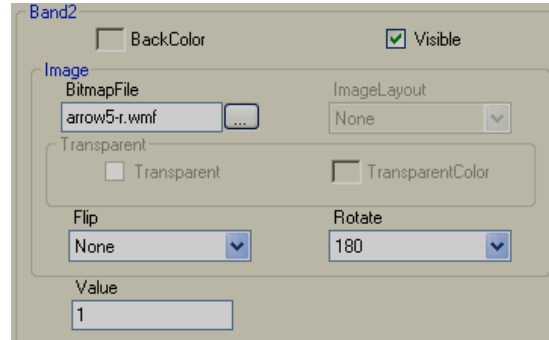 Band2
BackColor Visible
Image
BitmapFile ImageLayout
arrow5-r.wmf ... None
Transparent
Transparent TransparentColor
Flip Rotate
None 180
Value
1